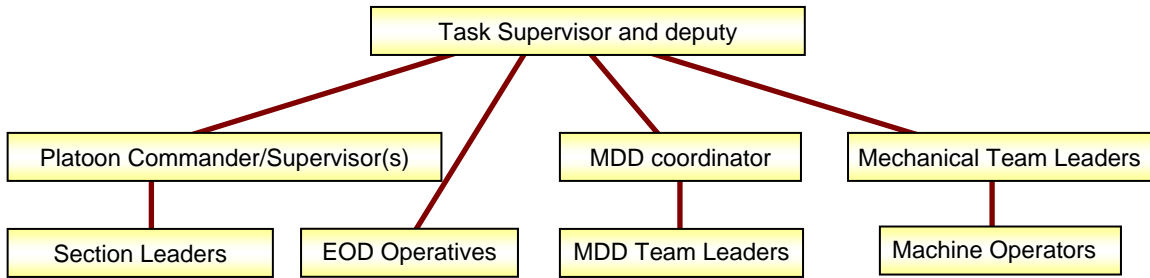 Task Supervisor and deputy
Platoon Commander/Supervisor(s)
MDD coordinator
Mechanical Team Leaders
Section Leaders
EOD Operatives
MDD Team Leaders
Machine Operators